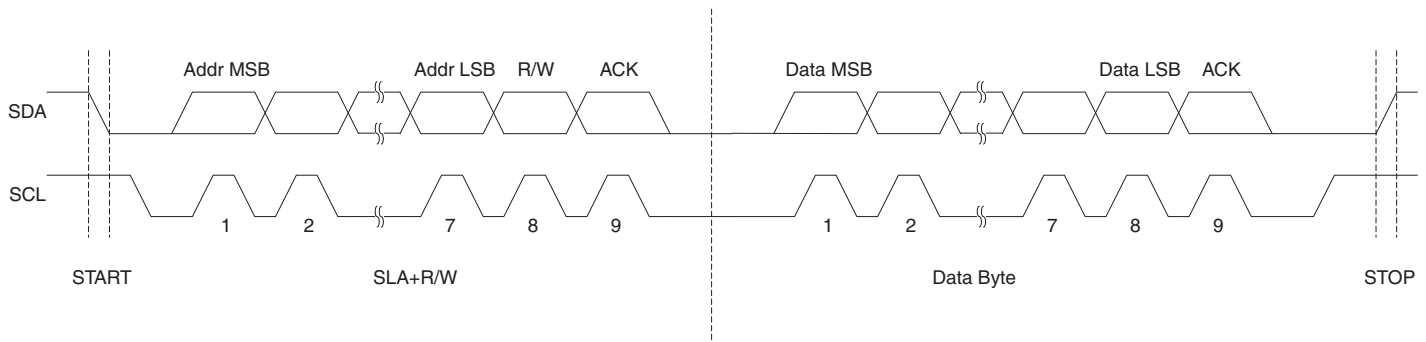 Addr MSB Addr LSB R/W ACK Data MSB Data LSB ACK
SDA
SCL
1 2 7 8 9 1 2 7 8 9
START SLA+R/W Data Byte STOP